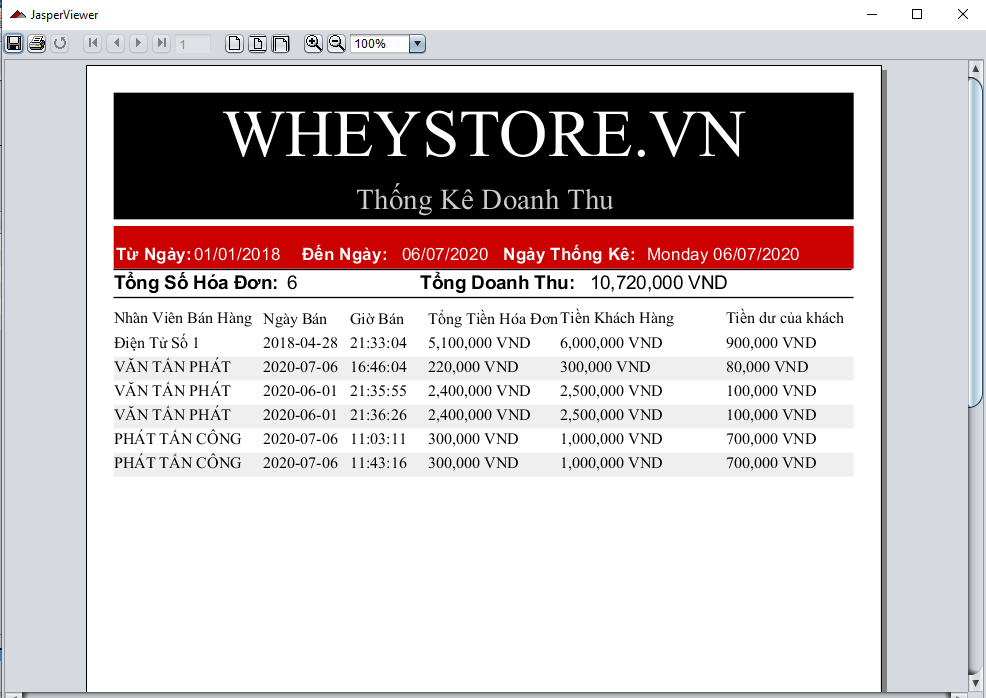 JasperViewer
1
100%
WHEYSTORE.VN
Thống Kê Doanh Thu
Từ Ngày: 01/01/2018 Đến Ngày: 06/07/2020 Ngày Thống Kê: Monday 06/07/2020
Tổng Số Hóa Đơn: 6 Tổng Doanh Thu: 10,720,000 VND
Nhân Viên Bán Hàng Ngày Bán Giờ Bán Tổng Tiền Hóa Đơn Tiền Khách Hàng Tiền dư của khách
Điện Tử Số 1 2018-04-28 21:33:04 5,100,000 VND 6,000,000 VND 900,000 VND
VĂN TẤN PHÁT 2020-07-06 16:46:04 220,000 VND 300,000 VND 80,000 VND
VĂN TẤN PHÁT 2020-06-01 21:35:55 2,400,000 VND 2,500,000 VND 100,000 VND
VĂN TẤN PHÁT 2020-06-01 21:36:26 2,400,000 VND 2,500,000 VND 100,000 VND
PHÁT TẤN CÔNG 2020-07-06 11:03:11 300,000 VND 1,000,000 VND 700,000 VND
PHÁT TẤN CÔNG 2020-07-06 11:43:16 300,000 VND 1,000,000 VND 700,000 VND